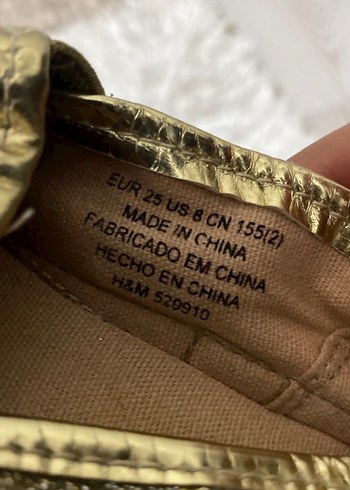 EUR 25 US 8 CN 155(2)
MADE IN CHINA
FABRICADO EM CHINA
HECHO EN CHINA
H&M 529910